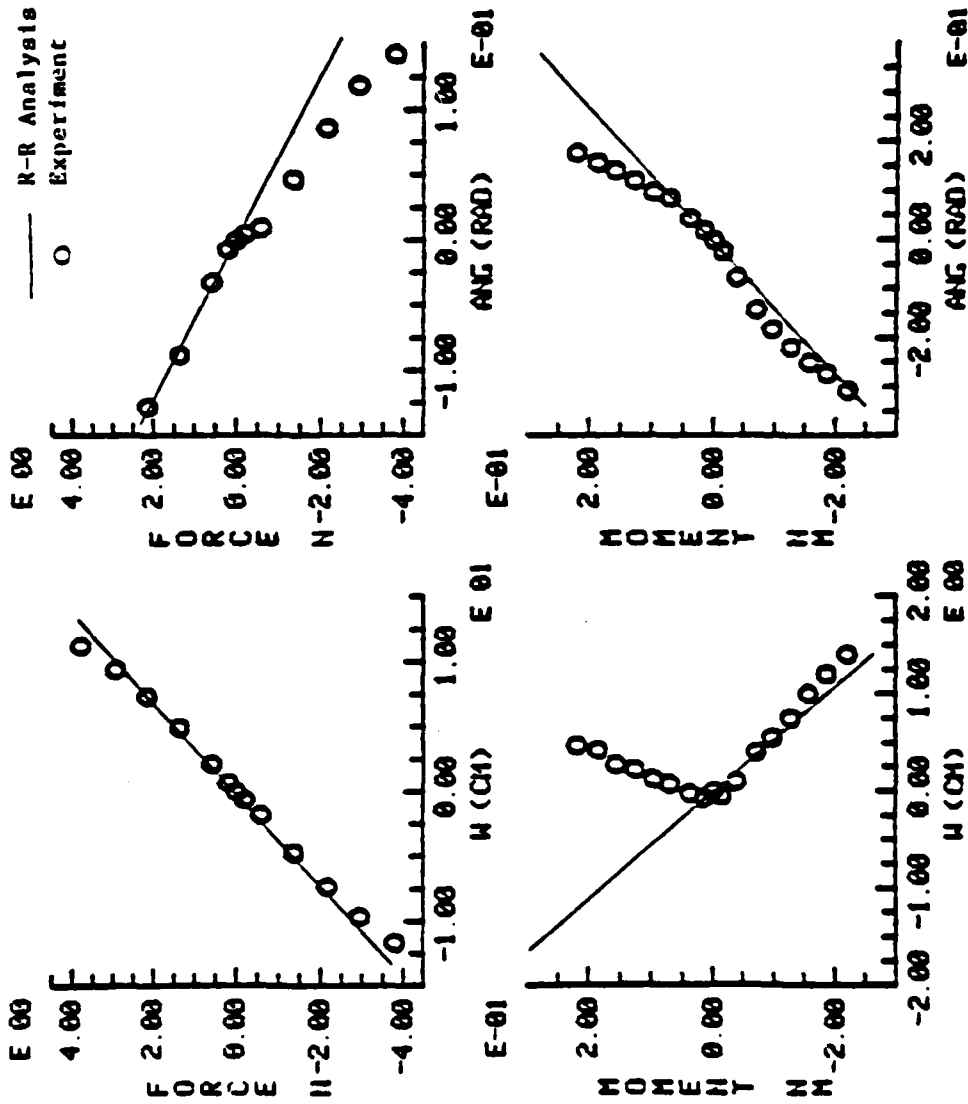 — R-R Analysis
O Experiment
E 00
4.00
2.00
0.00
-2.00
-4.00
FORCE N
-1.00 0.00 1.00
W (CM) E 01
E 00
4.00
2.00
0.00
-2.00
-4.00
FORCE N
-1.00 0.00 1.00
ANG (RAD) E-01
E-01
2.00
0.00
-2.00
MOMENT NM
-2.00 -1.00 0.00 1.00 2.00
W (CM) E 00
E-01
2.00
0.00
-2.00
MOMENT NM
-2.00 0.00 2.00
ANG (RAD) E-01